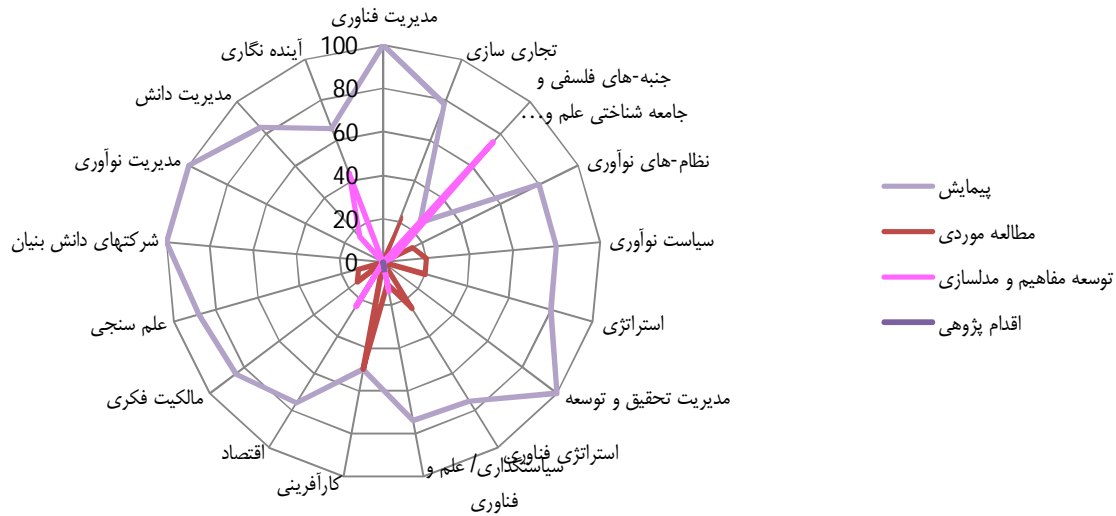 مدیریت فناوری
تجاری سازی
جنبه-های فلسفی و
جامعه شناختی علم و...
نظام-های نوآوری
سیاست نوآوری
استراتژی
مدیریت تحقیق و توسعه
استراتژی فناوری
سیاستگذاری/ علم و
فناوری
کارآفرینی
اقتصاد
مالکیت فکری
علم سنجی
شرکتهای دانش بنیان
مدیریت نوآوری
مدیریت دانش
آینده نگاری
100
80
60
40
20
0
پیمایش
مطالعه موردی
توسعه مفاهیم و مدلسازی
اقدام پژوهی